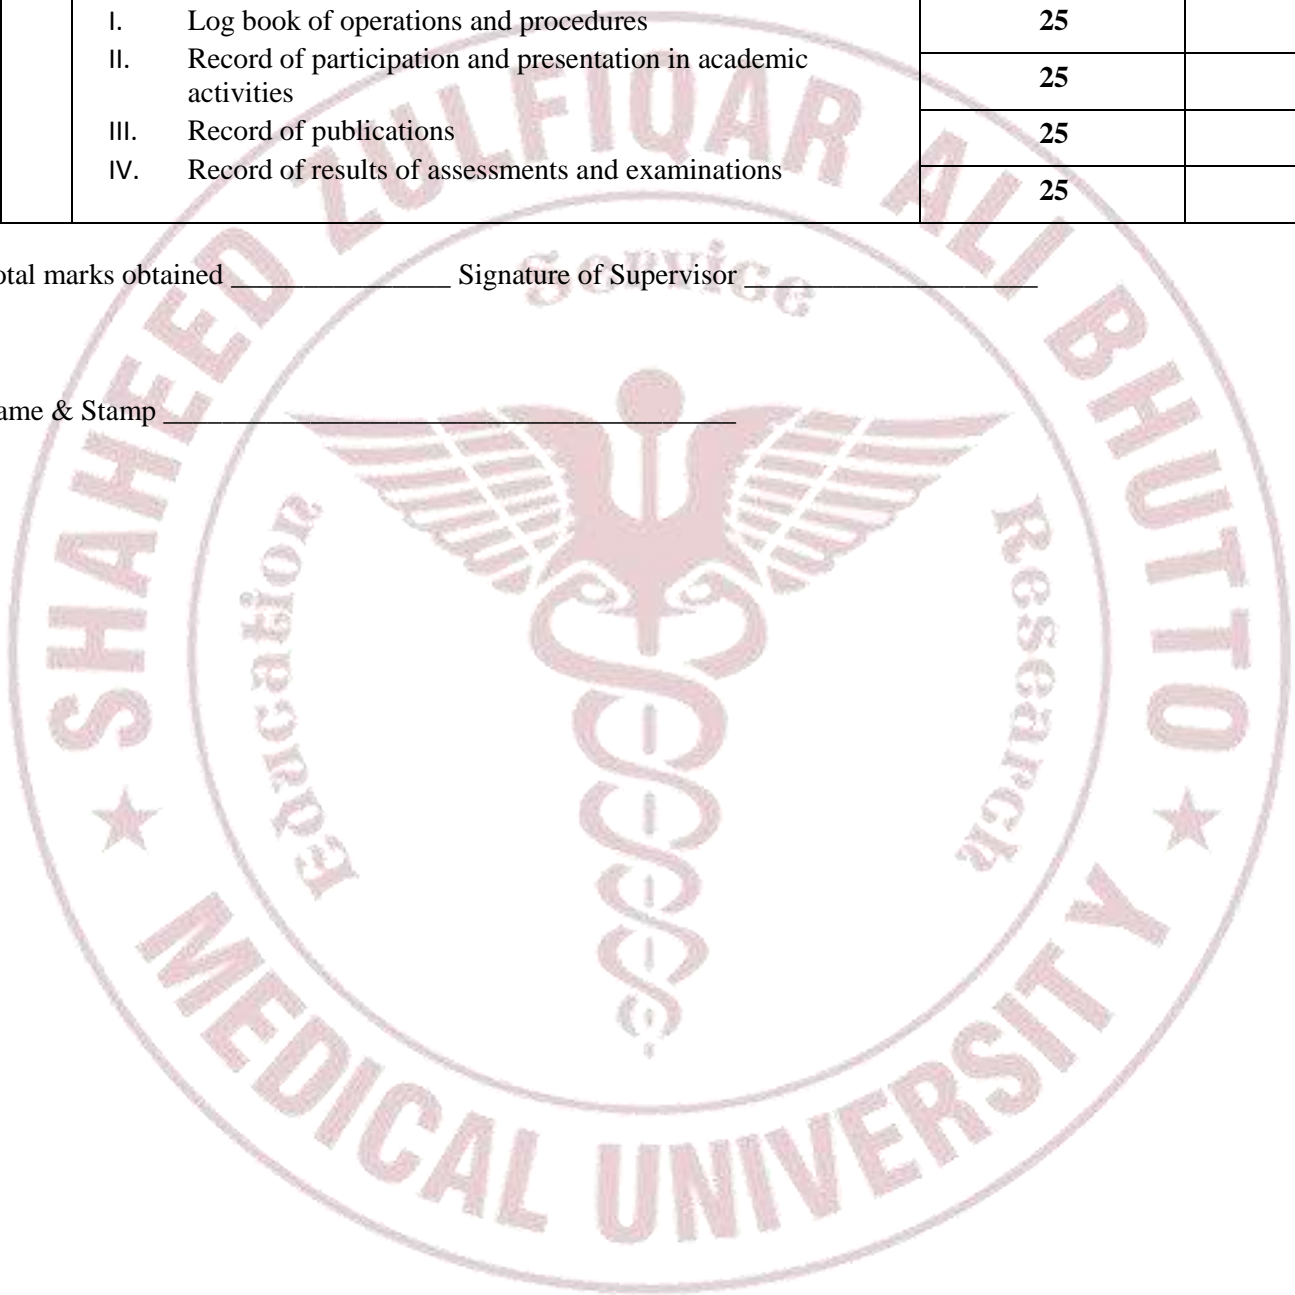 I. Log book of operations and procedures 25
II. Record of participation and presentation in academic
activities 25
III. Record of publications 25
IV. Record of results of assessments and examinations 25
otal marks obtained _______________ Signature of Supervisor ____________________
ame & Stamp _______________________________________
SHAHEED ZULFIQAR ALI BHUTTO
MEDICAL UNIVERSITY
Service
Education
Research